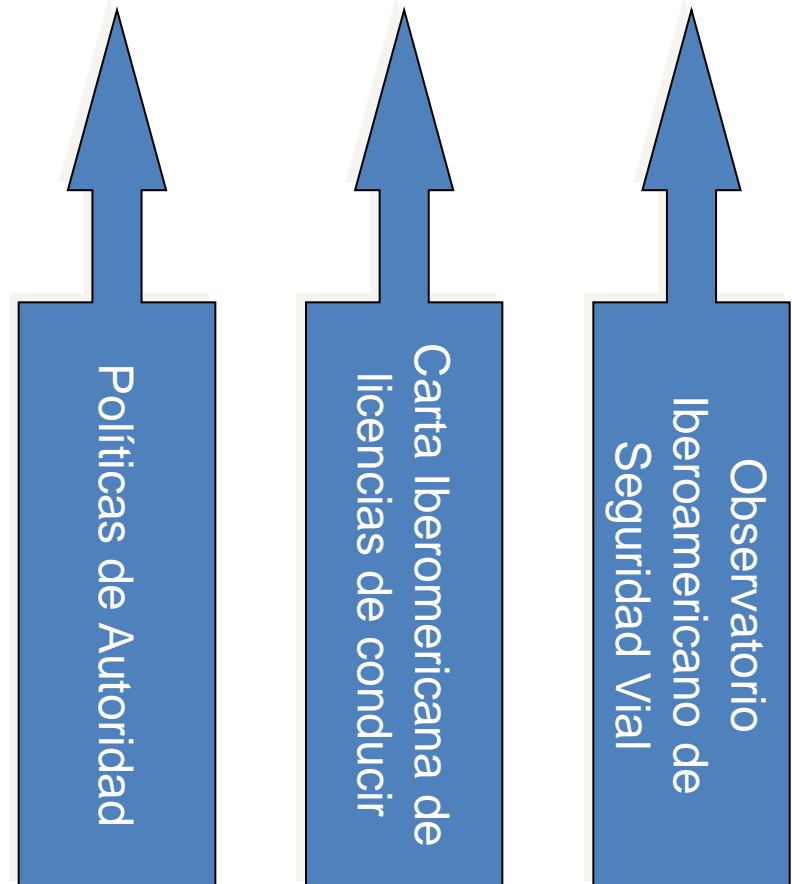 Políticas de Autoridad
Carta Iberomericana de
licencias de conducir
Observatorio
Iberoamericano de
Seguridad Vial